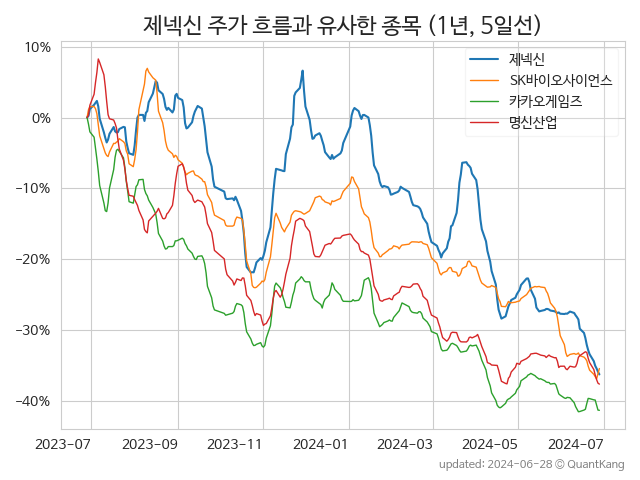 제넥신 주가 흐름과 유사한 종목 (1년, 5일선)
제넥신
SK바이오사이언스
카카오게임즈
명신산업
10%
0%
−10%
−20%
−30%
−40%
2023-07 2023-09 2023-11 2024-01 2024-03 2024-05 2024-07
updated: 2024-06-28 © QuantKang